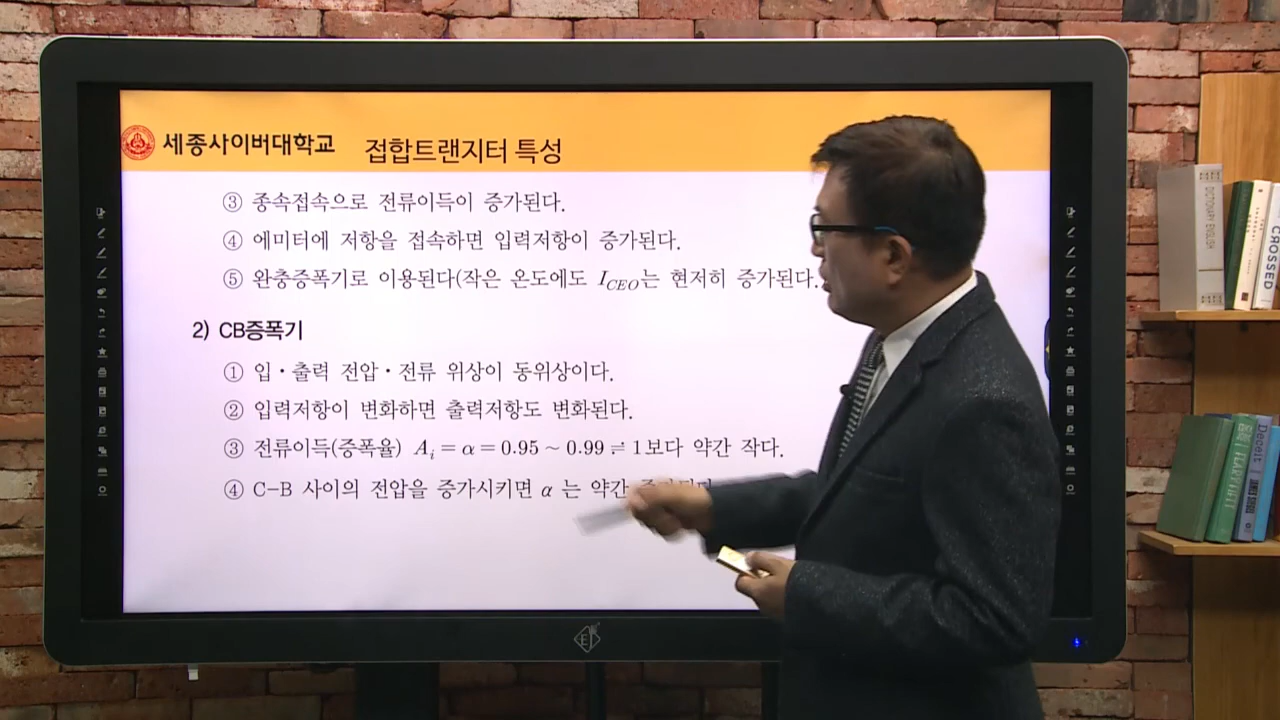 세종사이버대학교
접합트랜지터 특성
③ 종속접속으로 전류이득이 증가된다.
④ 에미터에 저항을 접속하면 입력저항이 증가된다.
⑤ 완충증폭기로 이용된다(작은 온도에도 I_CEO는 현저히 증가된다.
2) CB증폭기
① 입・출력 전압・전류 위상이 동위상이다.
② 입력저항이 변화하면 출력저항도 변화된다.
③ 전류이득(증폭율) A_i = α = 0.95 ~ 0.99 ≓ 1보다 약간 작다.
④ C-B 사이의 전압을 증가시키면 α 는 약간
DICTIONARY ENGLISH
CROSSED
Deceit
JAMES SIEGEL